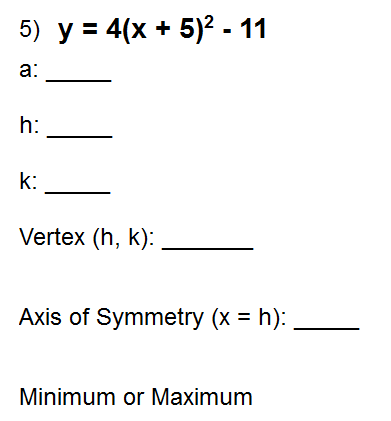 5) y = 4(x + 5)² - 11
a: _____
h: _____
k: _____
Vertex (h, k): _______
Axis of Symmetry (x = h): _____
Minimum or Maximum